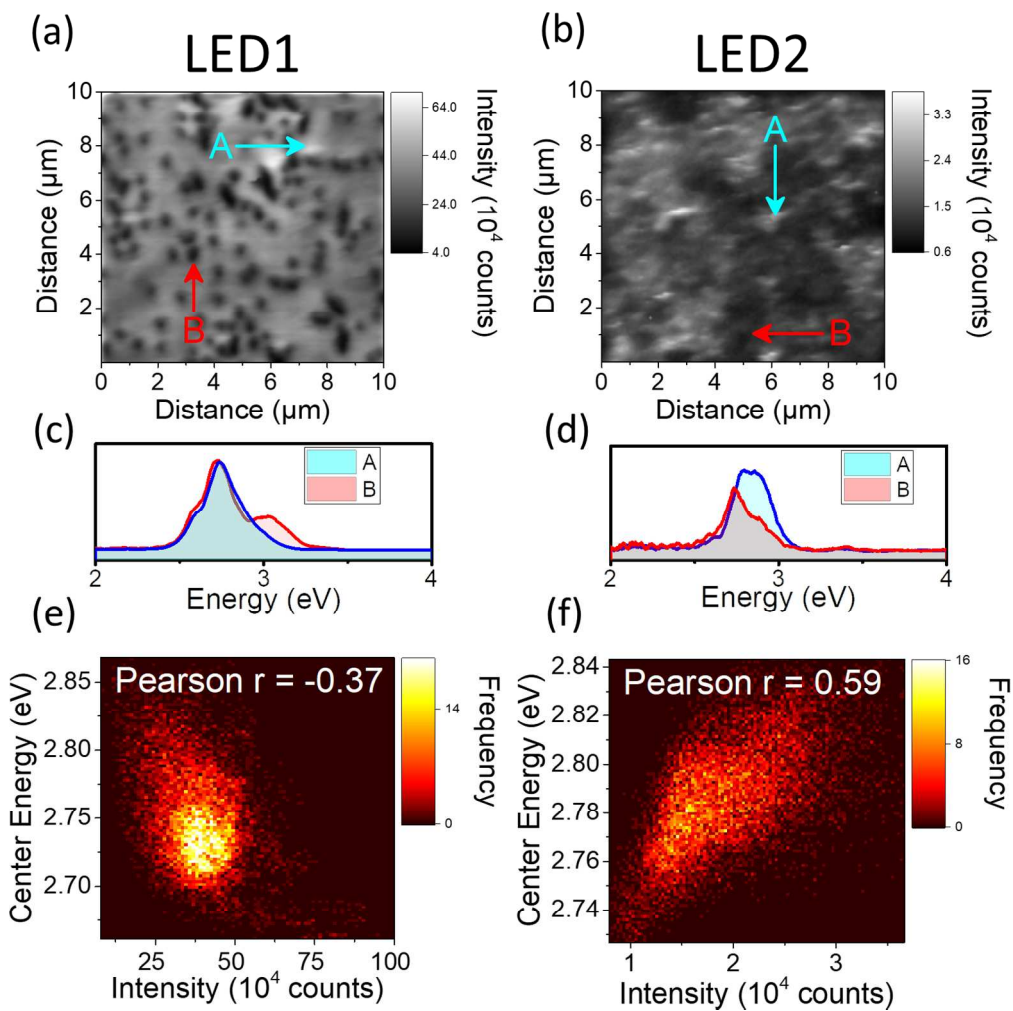 (a)
LED1
10
8
6
4
2
Distance (µm)
A
B
0
2
4
6
8
10
Distance (µm)
64.0
44.0
24.0
4.0
Intensity (10⁴ counts)
(b)
LED2
10
8
6
4
2
Distance (µm)
A
B
0
2
4
6
8
10
Distance (µm)
3.3
2.4
1.5
0.6
Intensity (10⁴ counts)
(c)
A
B
2
3
4
Energy (eV)
(d)
A
B
2
3
4
Energy (eV)
(e)
Pearson r = -0.37
2.85
2.80
2.75
2.70
Center Energy (eV)
25
50
75
100
Intensity (10⁴ counts)
14
0
Frequency
(f)
Pearson r = 0.59
2.84
2.82
2.80
2.78
2.76
2.74
Center Energy (eV)
1
2
3
Intensity (10⁴ counts)
16
8
0
Frequency